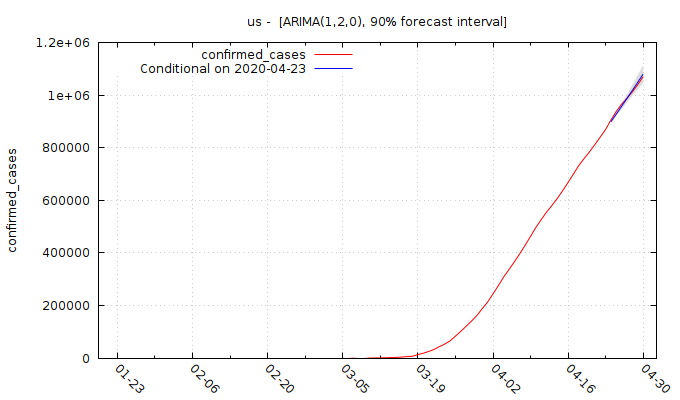 us -  [ARIMA(1,2,0), 90% forecast interval]
confirmed_cases
Conditional on 2020-04-23
1.2e+06
1e+06
800000
600000
400000
200000
0
confirmed_cases
01-23
02-06
02-20
03-05
03-19
04-02
04-16
04-30